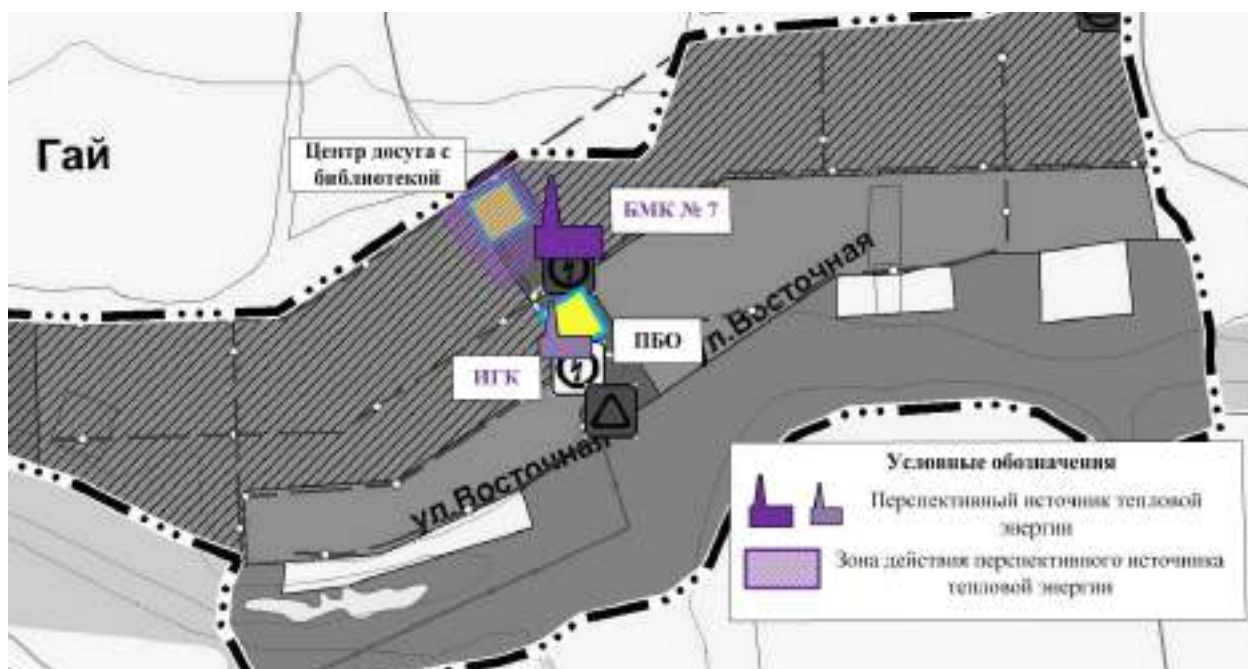 Гай
Центр досуга с
библиотекой
БМК № 7
ул.Восточная
ПБО
ИГК
ул.Восточная
Условные обозначения
Перспективный источник тепловой
энергии
Зона действия перспективного источника
тепловой энергии